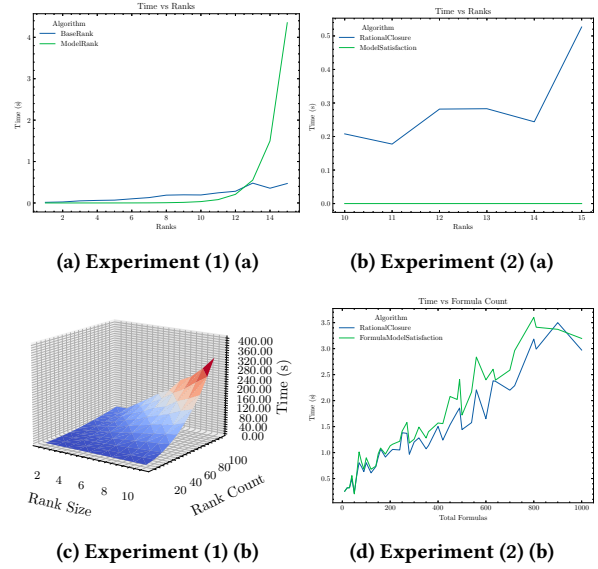 Time vs Ranks
Algorithm
BaseRank
ModelRank
Time (s)
4
3
2
1
0
2
4
6
8
10
12
14
Ranks
(a) Experiment (1) (a)
Time vs Ranks
Algorithm
RationalClosure
ModelSatisfaction
Time (s)
0.5
0.4
0.3
0.2
0.1
0.0
10
11
12
13
14
15
Ranks
(b) Experiment (2) (a)
400.00
360.00
320.00
280.00
240.00
200.00
160.00
120.00
80.00
40.00
0.00
Time (s)
2
4
6
8
10
Rank Size
20
40
60
80
100
Rank Count
(c) Experiment (1) (b)
Time vs Formula Count
Algorithm
RationalClosure
FormulaModelSatisfaction
Time (s)
3.5
3.0
2.5
2.0
1.5
1.0
0.5
0
200
400
600
800
1000
Total Formulas
(d) Experiment (2) (b)